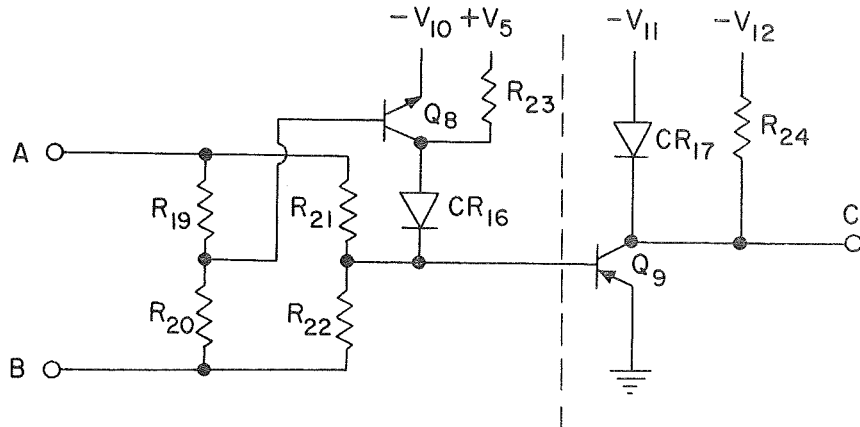 −V10 +V5
−V11
−V12
Q8
R23
CR17
R24
A
R19
R21
CR16
C
Q9
R20
R22
B